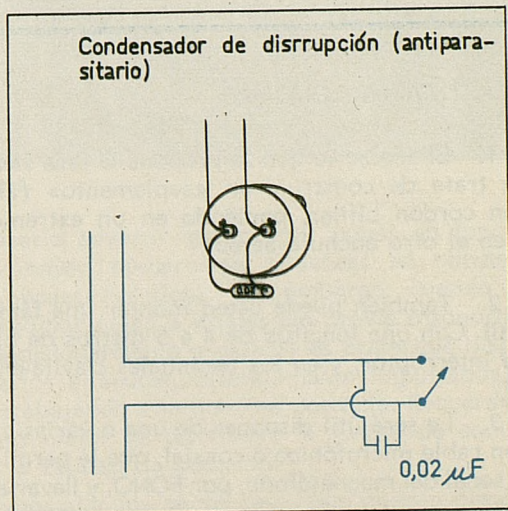 Condensador de disrrupción (antipara-
sitario)
0,02 µF